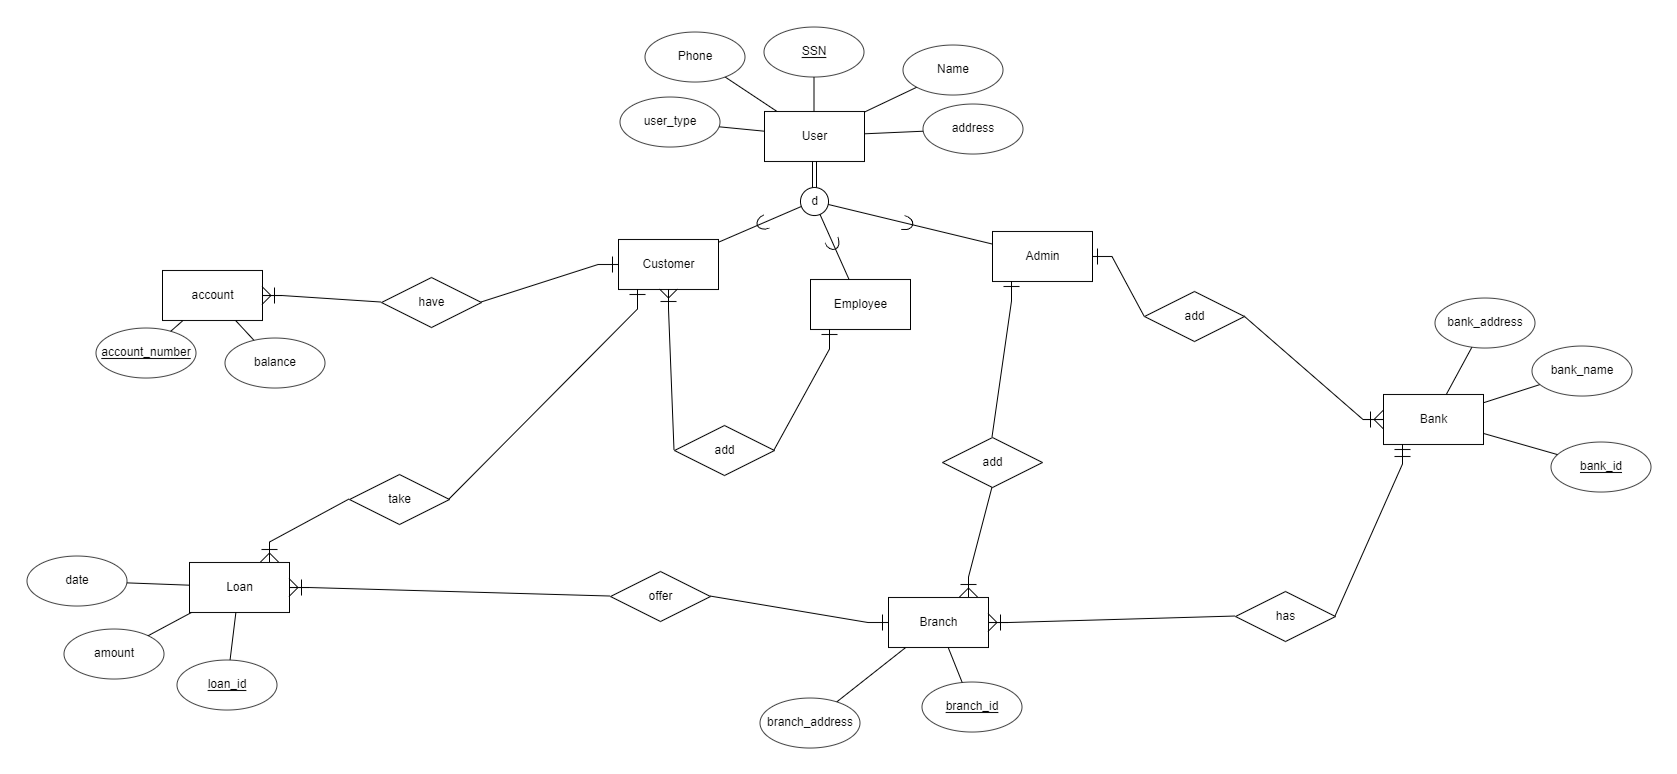 SSN
Phone
Name
user_type
User
address
d
Customer
Admin
account
have
Employee
add
bank_address
account_number
balance
bank_name
Bank
add
add
bank_id
take
date
Loan
offer
has
Branch
amount
loan_id
branch_address
branch_id